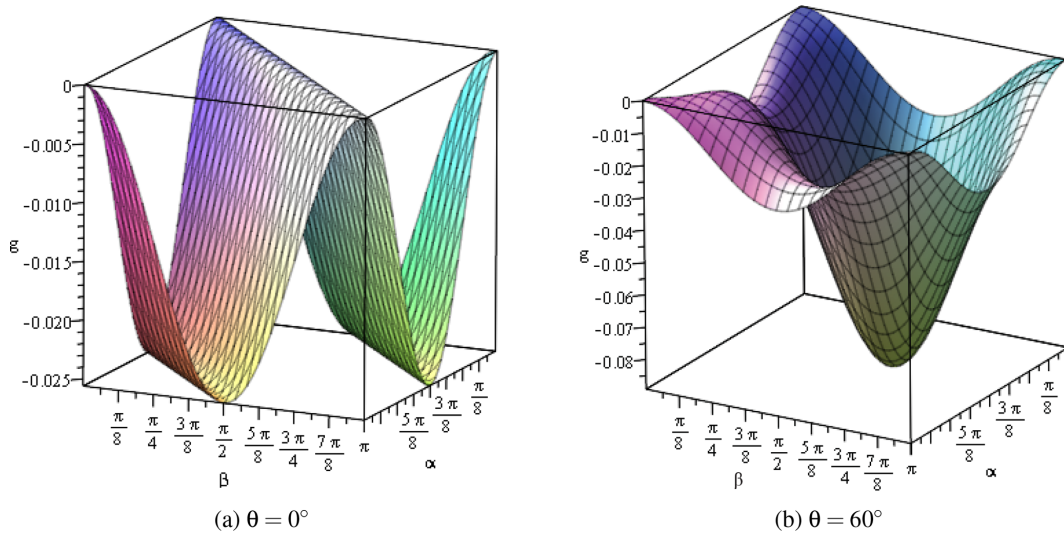 0
-0.005
-0.010
-0.015
-0.020
-0.025
g
π/8 π/4 3π/8 π/2 5π/8 3π/4 7π/8 π
β
5π/8 3π/8 π/8
α
(a) θ = 0°
0
-0.01
-0.02
-0.03
-0.04
-0.05
-0.06
-0.07
-0.08
g
π/8 π/4 3π/8 π/2 5π/8 3π/4 7π/8 π
β
5π/8 3π/8 π/8
α
(b) θ = 60°